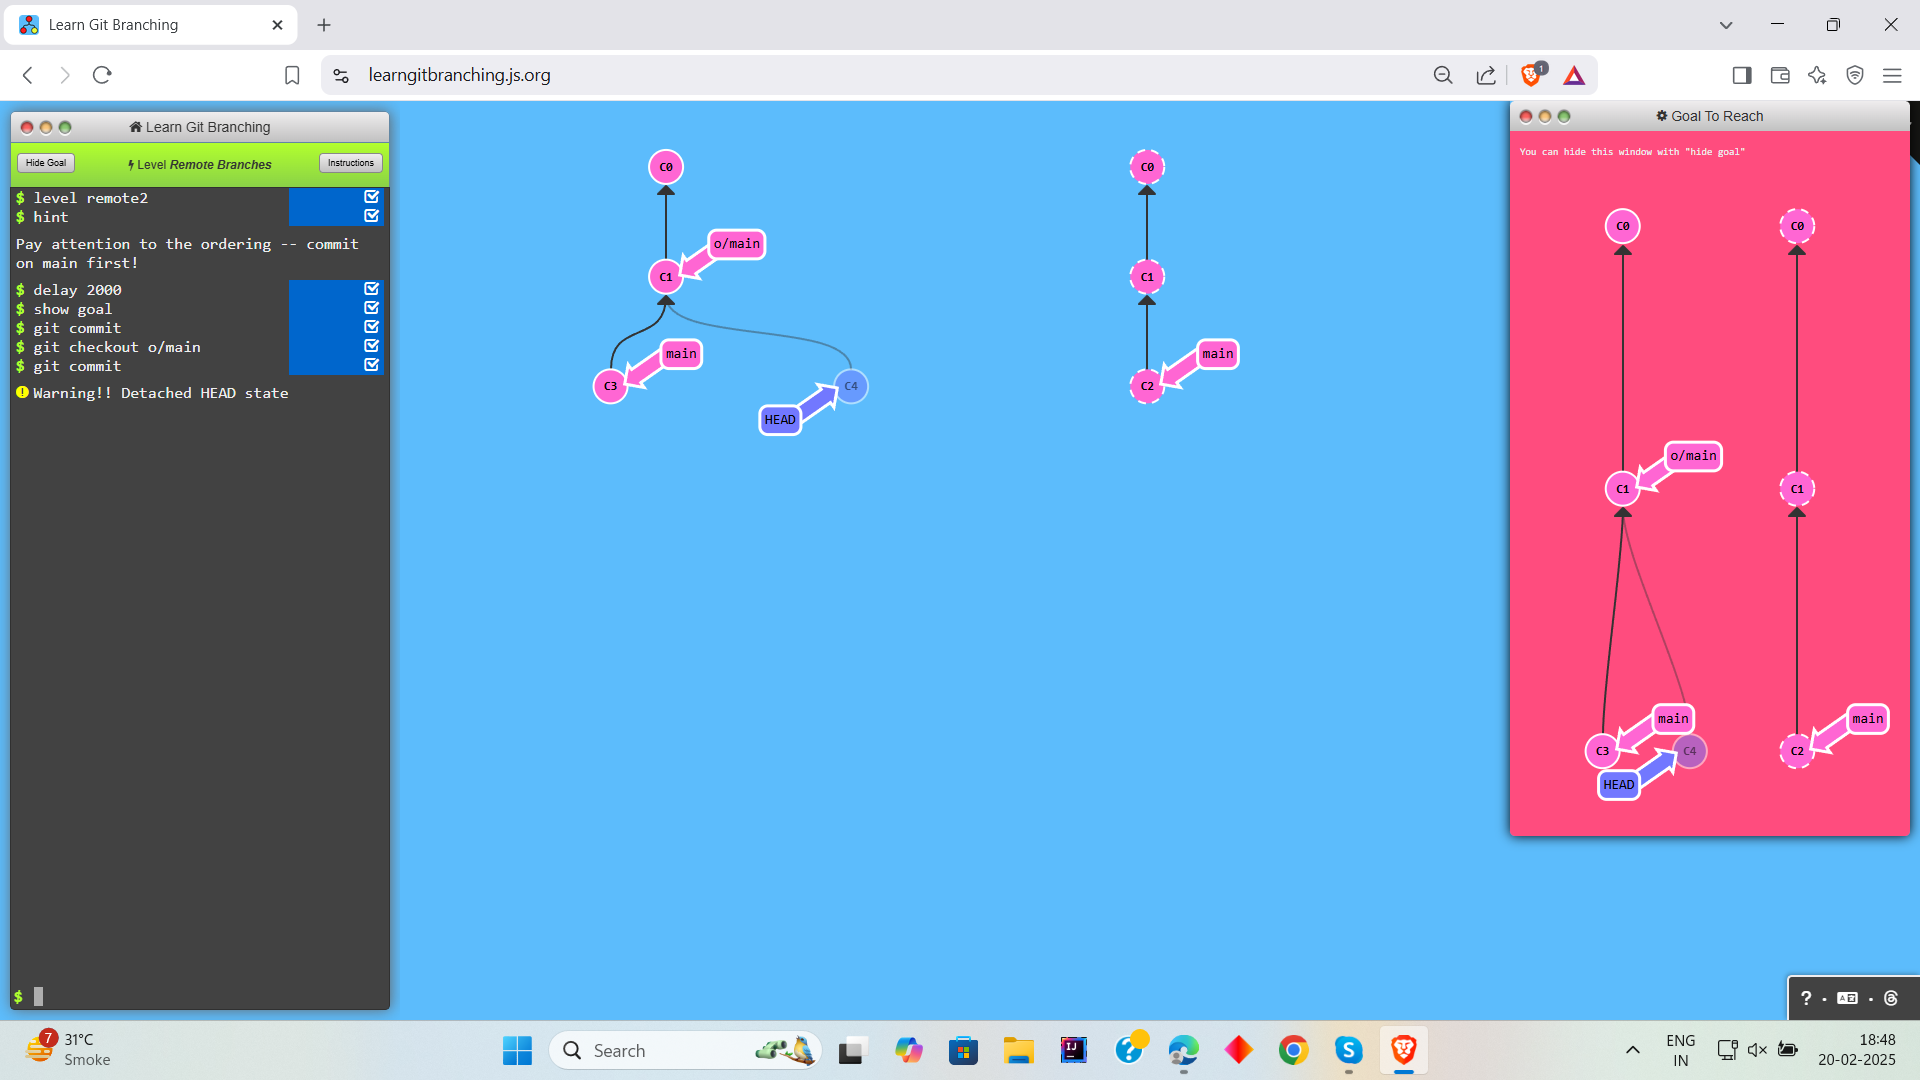 Learn Git Branching
learngitbranching.js.org
1
Learn Git Branching
Hide Goal
Level Remote Branches
Instructions
$ level remote2
$ hint
Pay attention to the ordering -- commit
on main first!
$ delay 2000
$ show goal
$ git commit
$ git checkout o/main
$ git commit
Warning!! Detached HEAD state
$
C0
o/main
C1
main
C3
C4
HEAD
C0
C1
main
C2
Goal To Reach
You can hide this window with "hide goal"
C0
C0
o/main
C1
C1
main
main
C3
C4
C2
HEAD
?
7
31°C
Smoke
Search
IJ
?
S
ENG
IN
18:48
20-02-2025